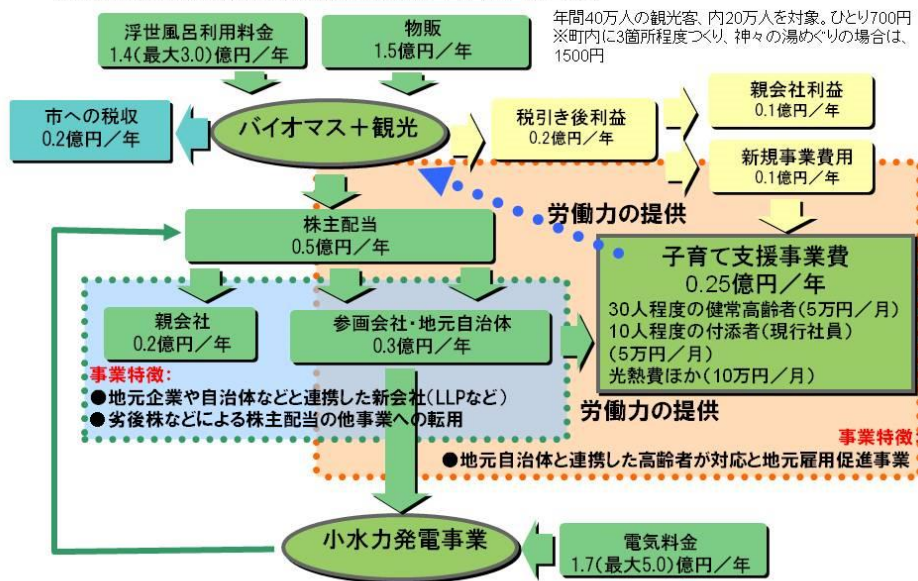 年間40万人の観光客、内20万人を対象。ひとり700円
※町内に3箇所程度つくり、神々の湯めぐりの場合は、
1500円
浮世風呂利用料金
1.4(最大3.0)億円／年
物販
1.5億円／年
市への税収
0.2億円／年
バイオマス＋観光
税引き後利益
0.2億円／年
親会社利益
0.1億円／年
新規事業費用
0.1億円／年
労働力の提供
株主配当
0.5億円／年
子育て支援事業費
0.25億円／年
30人程度の健常高齢者(5万円／月)
10人程度の付添者(現行社員)
(5万円／月)
光熱費ほか(10万円／月)
親会社
0.2億円／年
参画会社・地元自治体
0.3億円／年
事業特徴:
●地元企業や自治体などと連携した新会社(LLPなど)
●劣後株などによる株主配当の他事業への転用
労働力の提供
事業特徴:
●地元自治体と連携した高齢者が対応と地元雇用促進事業
小水力発電事業
電気料金
1.7(最大5.0)億円／年